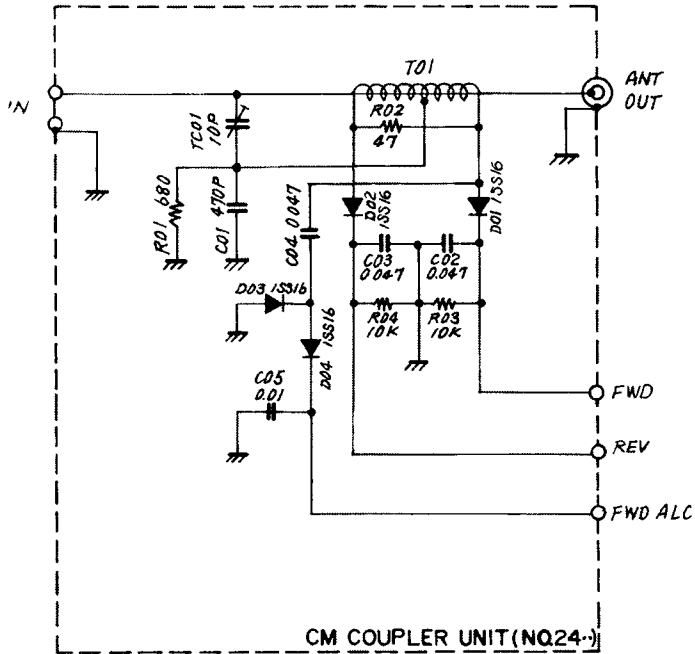 T01
ANT
OUT
IN
TC01
10P
R02
47
R01 680
C01 470P
C04 0.047
D02
1SS16
D01 1SS16
C03
0.047
C02
0.047
D03 1SS16
D04 1SS16
R04
10K
R03
10K
C05
0.01
FWD
REV
FWD ALC
CM COUPLER UNIT (NO.24--)